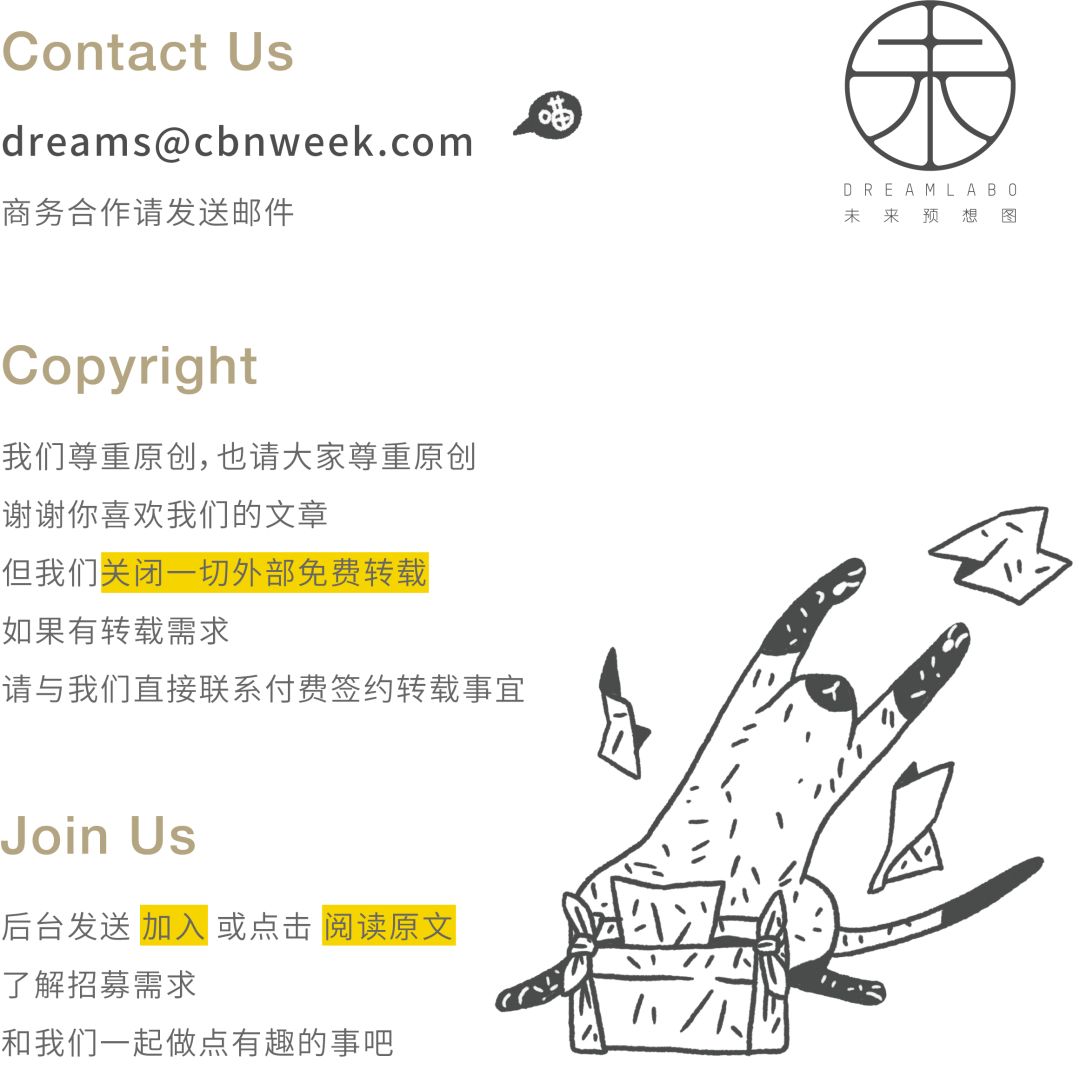 Contact Us
dreams@cbnweek.com
喵
商务合作请发送邮件
未
DREAMLABO
未来预想图
Copyright
我们尊重原创，也请大家尊重原创
谢谢你喜欢我们的文章
但我们关闭一切外部免费转载
如果有转载需求
请与我们直接联系付费签约转载事宜
Join Us
后台发送 加入 或点击 阅读原文
了解招募需求
和我们一起做点有趣的事吧